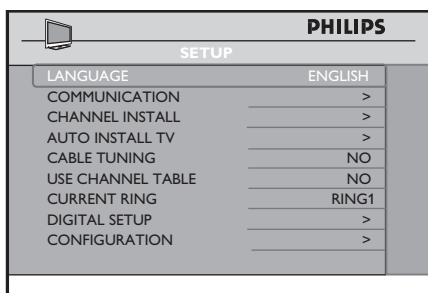 PHILIPS
SETUP
LANGUAGE ENGLISH
COMMUNICATION >
CHANNEL INSTALL >
AUTO INSTALL TV >
CABLE TUNING NO
USE CHANNEL TABLE NO
CURRENT RING RING1
DIGITAL SETUP >
CONFIGURATION >